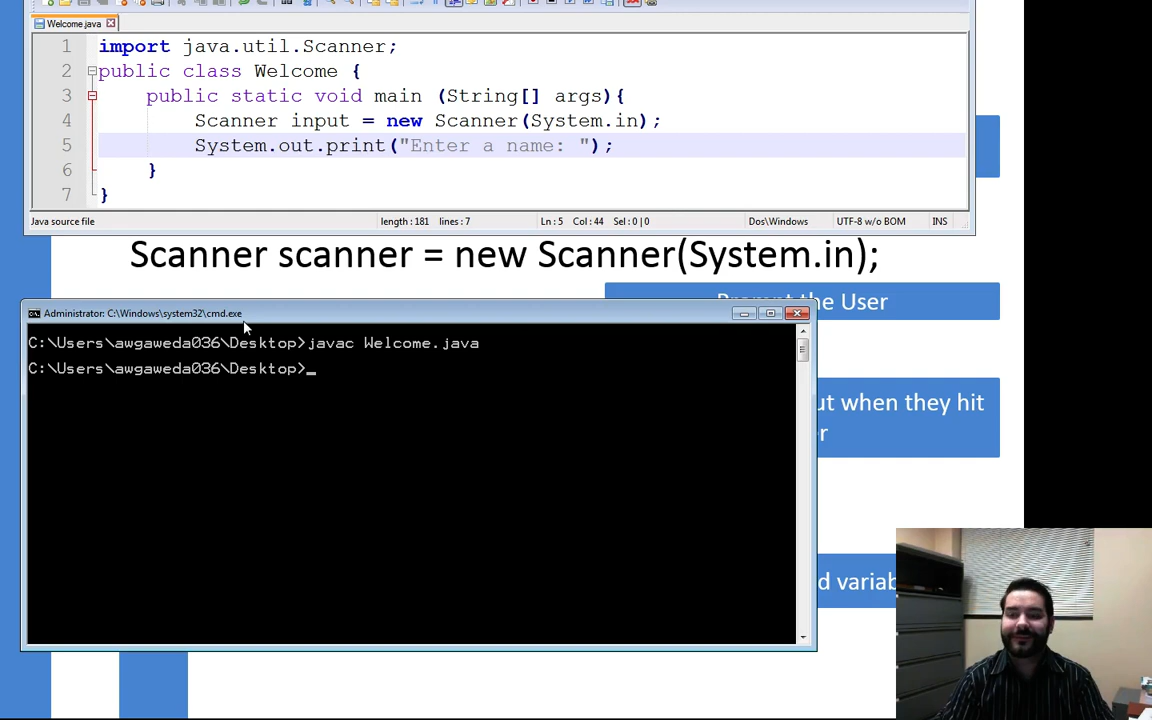 Welcome.java
1 import java.util.Scanner;
2 public class Welcome {
3 public static void main (String[] args){
4 Scanner input = new Scanner(System.in);
5 System.out.print("Enter a name: ");
6 }
7 }
Java source file length : 181 lines : 7 Ln : 5 Col : 44 Sel : 0 | 0 Dos\Windows UTF-8 w/o BOM INS
Scanner scanner = new Scanner(System.in);
Prompt the User
Administrator: C:\Windows\system32\cmd.exe
C:\Users\awgaweda036\Desktop>javac Welcome.java
C:\Users\awgaweda036\Desktop>_
ut when they hit
r
d variab